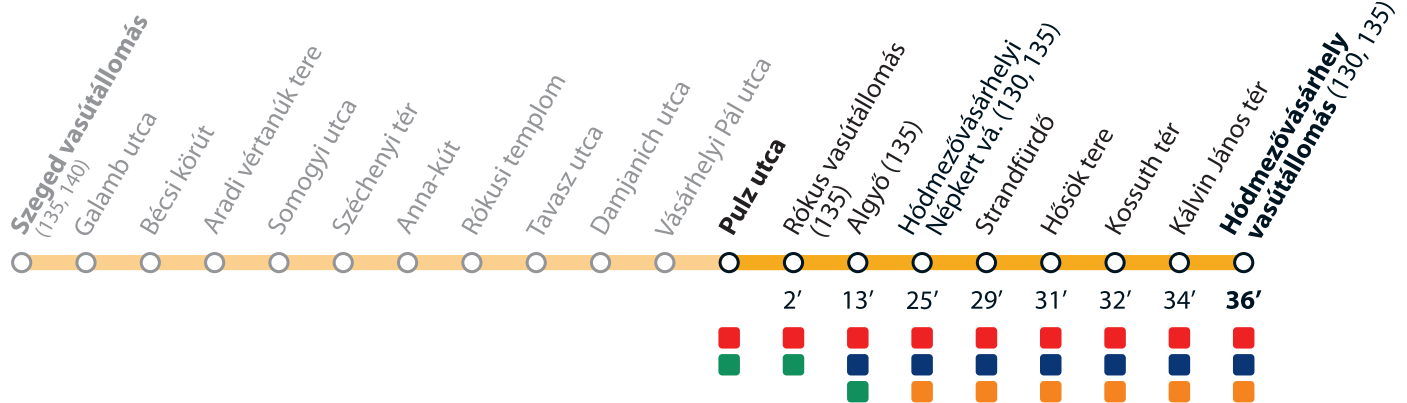 Szeged vasútállomás
(135, 140)
Galamb utca
Bécsi körút
Aradi vértanúk tere
Somogyi utca
Széchenyi tér
Anna-kút
Rókusi templom
Tavasz utca
Damjanich utca
Vásárhelyi Pál utca
Pulz utca
Rókus vasútállomás
(135)
Algyő (135)
Hódmezővásárhelyi
Népkert vá. (130, 135)
Strandfürdő
Hősök tere
Kossuth tér
Kálvin János tér
Hódmezővásárhely
vasútállomás (130, 135)
2’ 13’ 25’ 29’ 31’ 32’ 34’ 36’